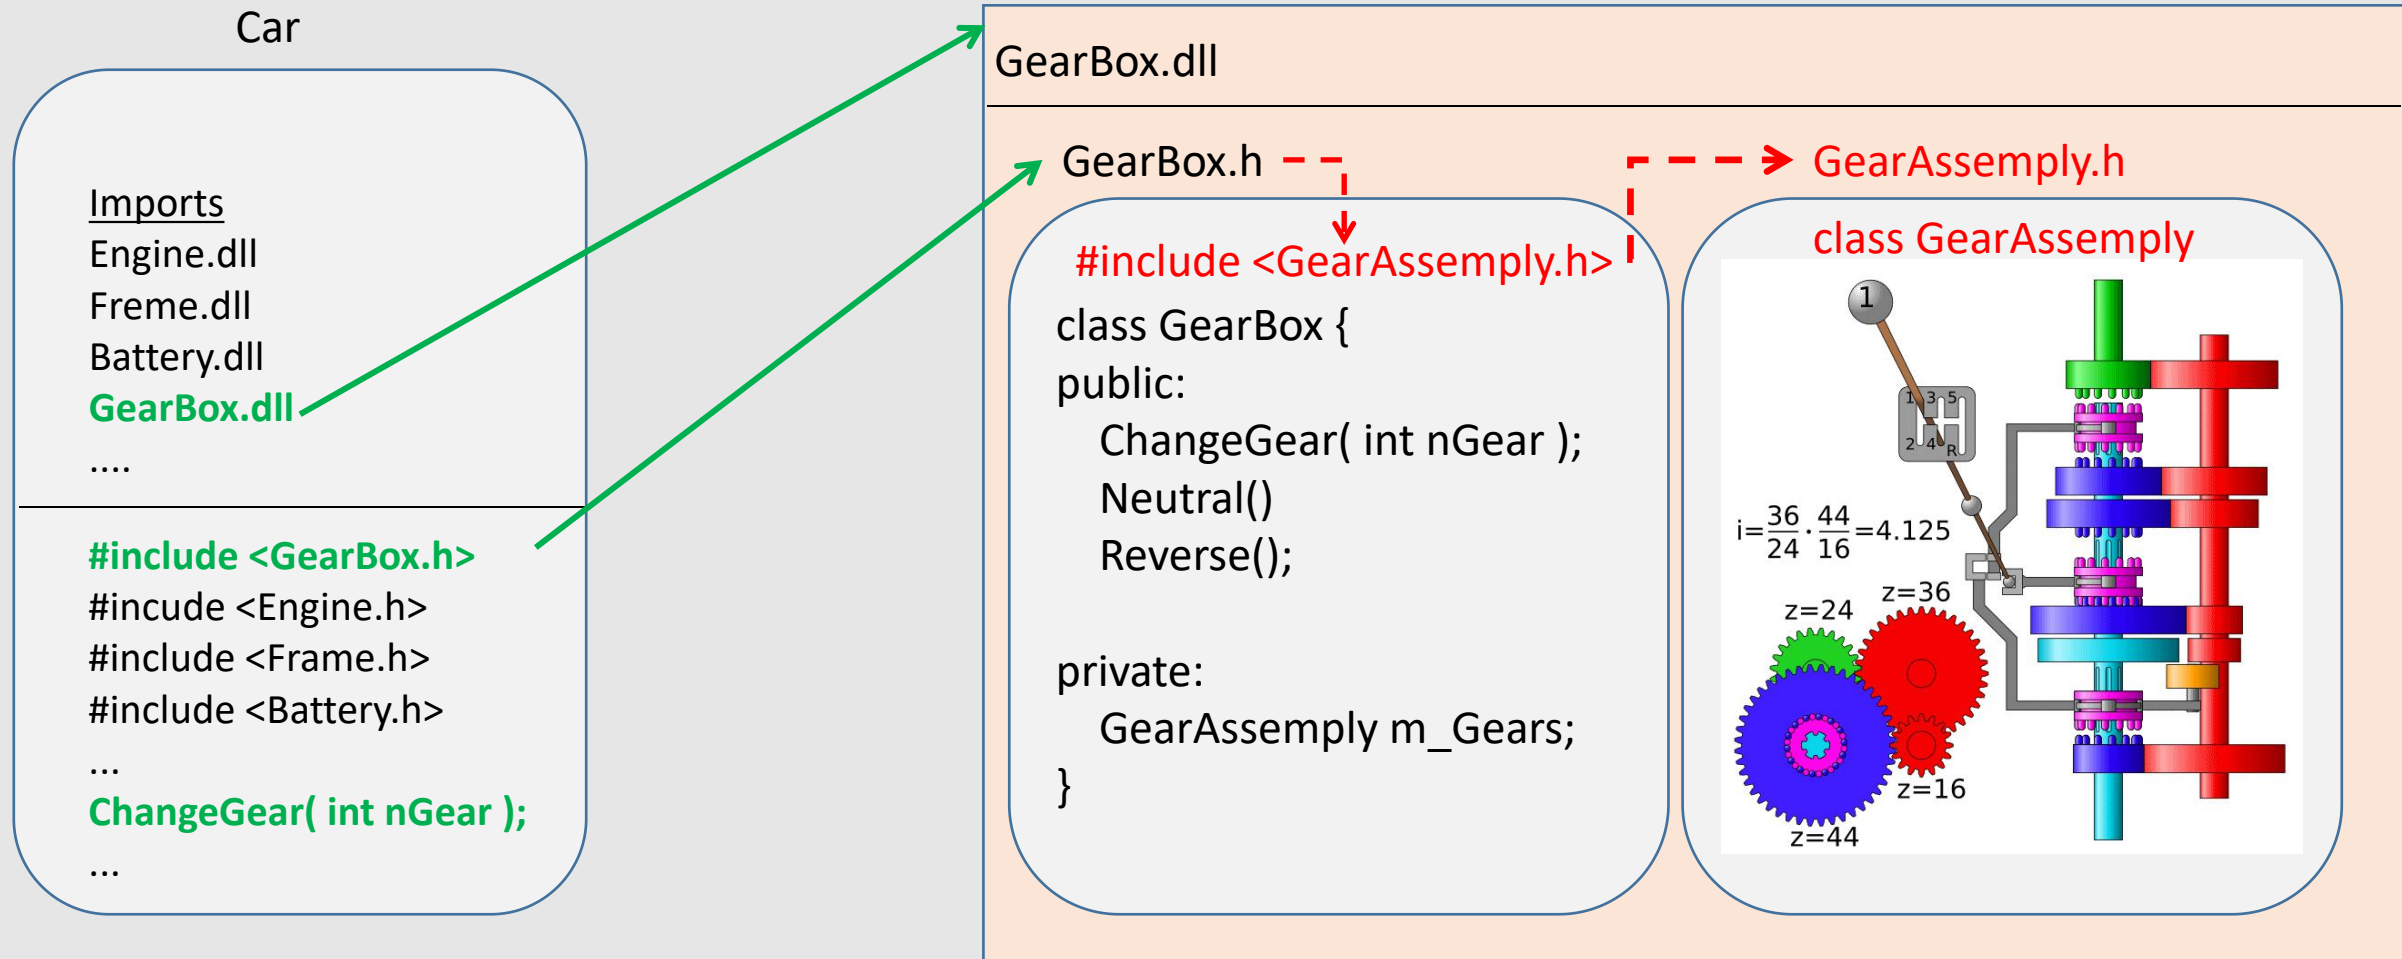 Car
Imports
Engine.dll
Freme.dll
Battery.dll
GearBox.dll
....
#include <GearBox.h>
#incude <Engine.h>
#include <Frame.h>
#include <Battery.h>
...
ChangeGear( int nGear );
...
GearBox.dll
GearBox.h
#include <GearAssemply.h>
class GearBox {
public:
ChangeGear( int nGear );
Neutral()
Reverse();
private:
GearAssemply m_Gears;
}
GearAssemply.h
class GearAssemply
1
1 3 5
2 4 R
i=36/24·44/16=4.125
z=24
z=36
z=16
z=44